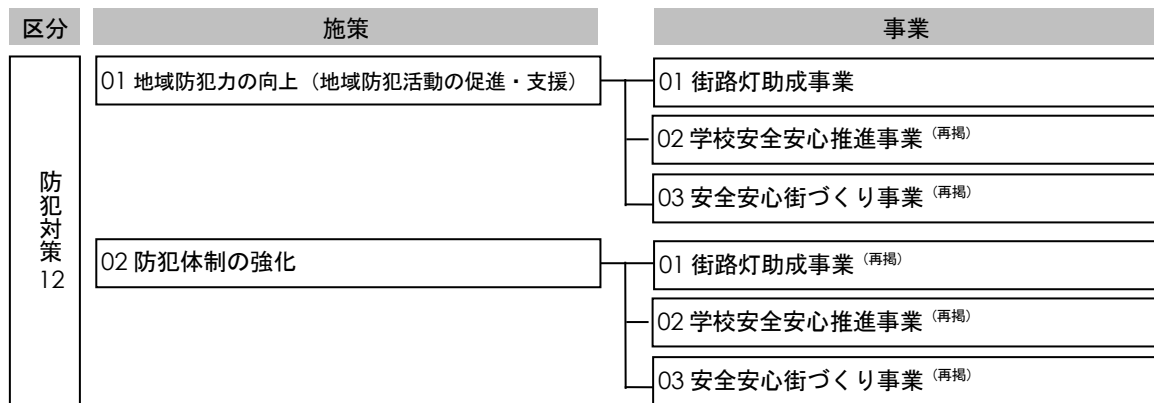 区分 施策 事業
防犯対策12
01 地域防犯力の向上（地域防犯活動の促進・支援）
01 街路灯助成事業
02 学校安全安心推進事業（再掲）
03 安全安心街づくり事業（再掲）
02 防犯体制の強化
01 街路灯助成事業（再掲）
02 学校安全安心推進事業（再掲）
03 安全安心街づくり事業（再掲）